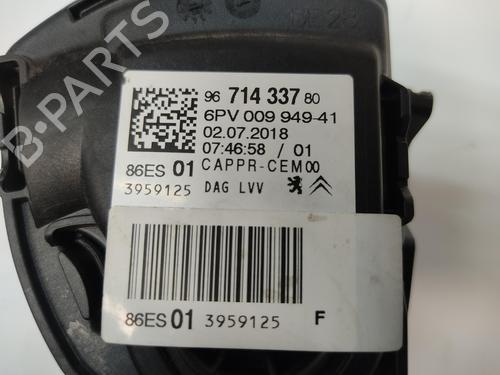 DE28
96 714 337 80
6PV 009 949-41
02.07.2018
07:46:58 / 01
86ES 01 CAPPR-CEM00
3959125 DAG LVV
86ES 01 3959125 F
B-Parts